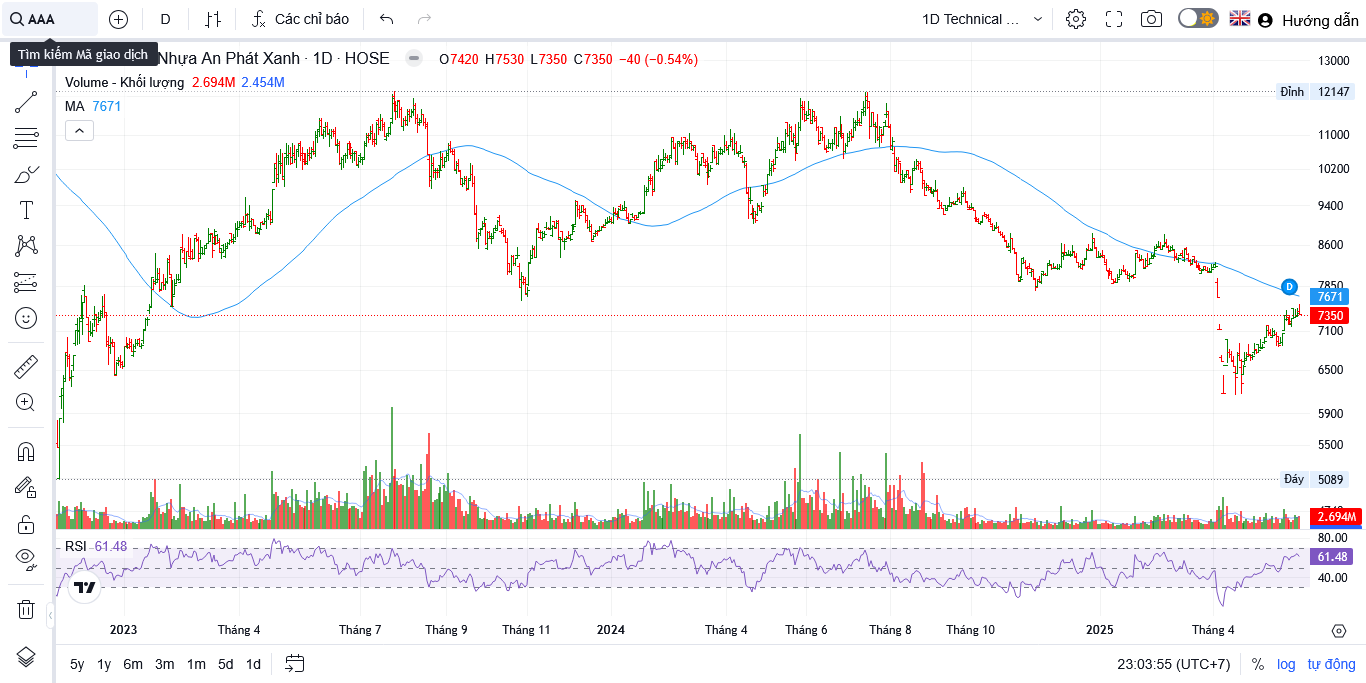 AAA
D
Các chỉ báo
1D Technical ...
Hướng dẫn
Tìm kiếm Mã giao dịch
Nhựa An Phát Xanh · 1D · HOSE
O7420 H7530 L7350 C7350 −40 (−0.54%)
Volume - Khối lượng 2.694M 2.454M
MA 7671
13000
Đỉnh 12147
11000
10200
9400
8600
7850
D
7671
7350
7100
6500
5900
5500
Đáy 5089
2.694M
80.00
RSI 61.48
61.48
40.00
2023 Tháng 4 Tháng 7 Tháng 9 Tháng 11 2024 Tháng 4 Tháng 6 Tháng 8 Tháng 10 2025 Tháng 4
5y 1y 6m 3m 1m 5d 1d
23:03:55 (UTC+7) % log tự động